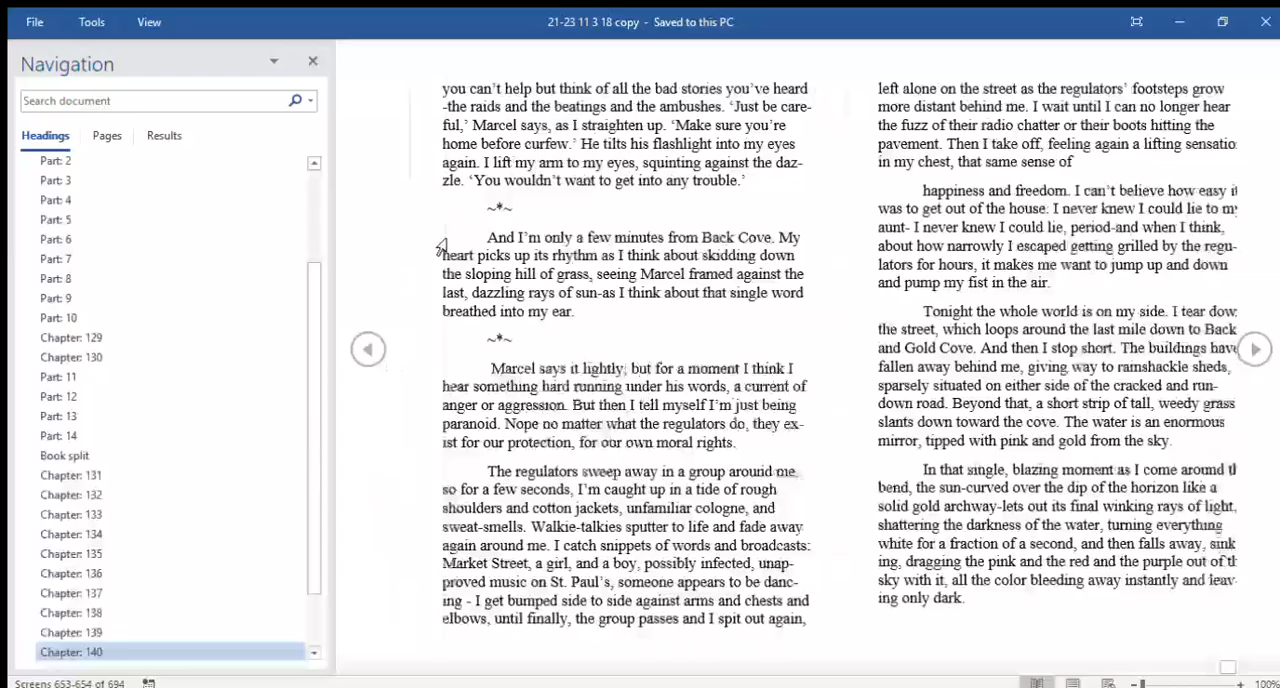 File Tools View 21-23 11 3 18 copy - Saved to this PC
Navigation
Search document
Headings Pages Results
Part: 2
Part: 3
Part: 4
Part: 5
Part: 6
Part: 7
Part: 8
Part: 9
Part: 10
Chapter: 129
Chapter: 130
Part: 11
Part: 12
Part: 13
Part: 14
Book split
Chapter: 131
Chapter: 132
Chapter: 133
Chapter: 134
Chapter: 135
Chapter: 136
Chapter: 137
Chapter: 138
Chapter: 139
Chapter: 140
you can't help but think of all the bad stories you've heard
-the raids and the beatings and the ambushes. 'Just be care-
ful,' Marcel says, as I straighten up. 'Make sure you're
home before curfew.' He tilts his flashlight into my eyes
again. I lift my arm to my eyes, squinting against the daz-
zle. 'You wouldn't want to get into any trouble.'
~*~
And I'm only a few minutes from Back Cove. My
heart picks up its rhythm as I think about skidding down
the sloping hill of grass, seeing Marcel framed against the
last, dazzling rays of sun-as I think about that single word
breathed into my ear.
~*~
Marcel says it lightly, but for a moment I think I
hear something hard running under his words, a current of
anger or aggression. But then I tell myself I'm just being
paranoid. Nope no matter what the regulators do, they ex-
ist for our protection, for our own moral rights.
The regulators sweep away in a group around me,
so for a few seconds, I'm caught up in a tide of rough
shoulders and cotton jackets, unfamiliar cologne, and
sweat-smells. Walkie-talkies sputter to life and fade away
again around me. I catch snippets of words and broadcasts:
Market Street, a girl, and a boy, possibly infected, unap-
proved music on St. Paul's, someone appears to be danc-
ing - I get bumped side to side against arms and chests and
elbows, until finally, the group passes and I spit out again,
left alone on the street as the regulators' footsteps grow
more distant behind me. I wait until I can no longer hear
the fuzz of their radio chatter or their boots hitting the
pavement. Then I take off, feeling again a lifting sensatio
in my chest, that same sense of
happiness and freedom. I can't believe how easy i
was to get out of the house. I never knew I could lie to my
aunt- I never knew I could lie, period-and when I think,
about how narrowly I escaped getting grilled by the regu-
lators for hours, it makes me want to jump up and down
and pump my fist in the air.
Tonight the whole world is on my side. I tear dow
the street, which loops around the last mile down to Back
and Gold Cove. And then I stop short. The buildings have
fallen away behind me, giving way to ramshackle sheds,
sparsely situated on either side of the cracked and run-
down road. Beyond that, a short strip of tall, weedy grass
slants down toward the cove. The water is an enormous
mirror, tipped with pink and gold from the sky.
In that single, blazing moment as I come around t
bend, the sun-curved over the dip of the horizon like a
solid gold archway-lets out its final winking rays of light,
shattering the darkness of the water, turning everything
white for a fraction of a second, and then falls away, sink
ing, dragging the pink and the red and the purple out of t
sky with it, all the color bleeding away instantly and leav-
ing only dark.
Screens 653-654 of 694 100%